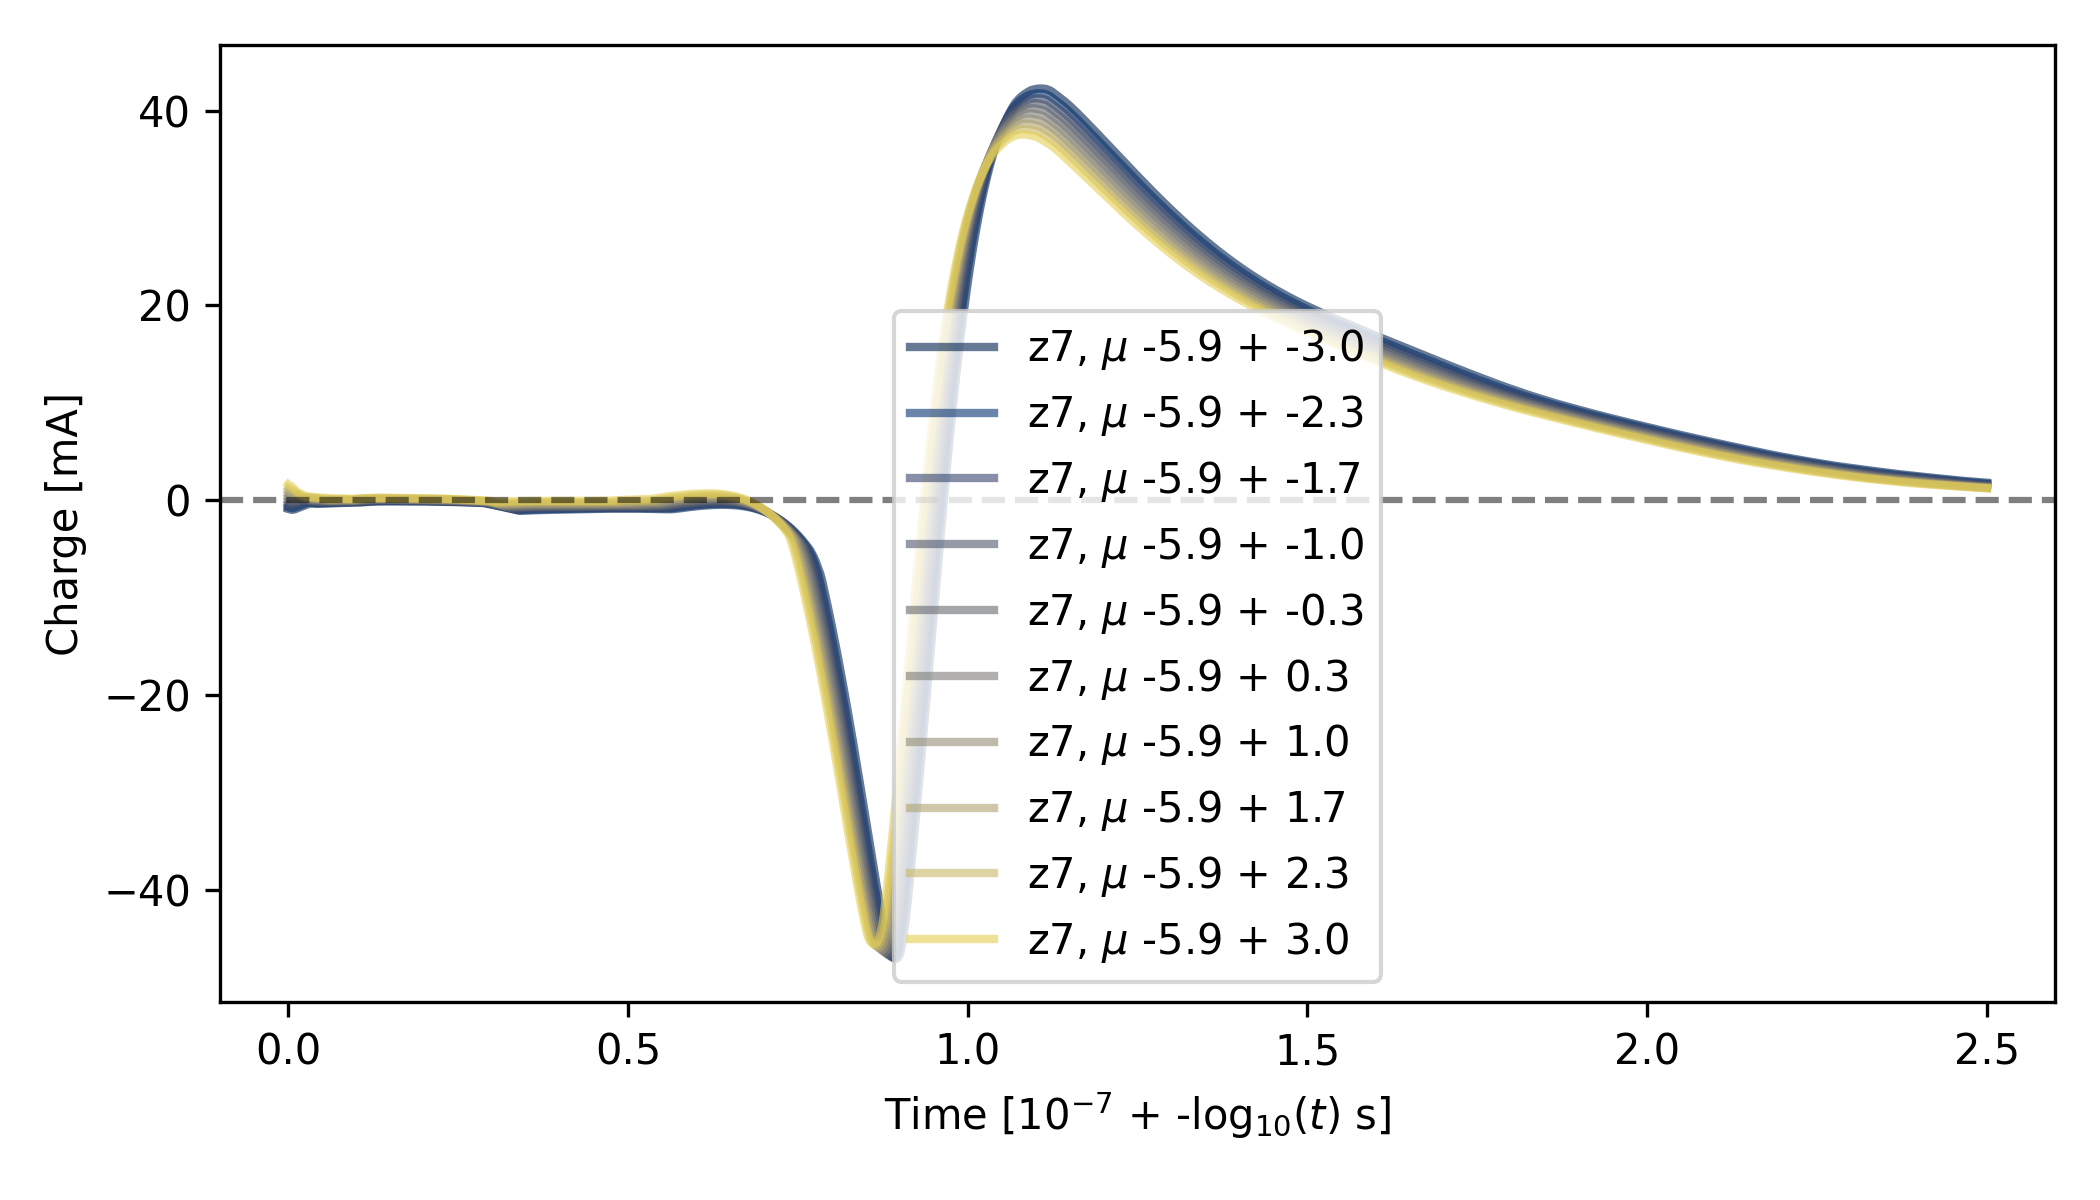 40
20
0
−20
−40
Charge [mA]
z7, μ -5.9 + -3.0
z7, μ -5.9 + -2.3
z7, μ -5.9 + -1.7
z7, μ -5.9 + -1.0
z7, μ -5.9 + -0.3
z7, μ -5.9 + 0.3
z7, μ -5.9 + 1.0
z7, μ -5.9 + 1.7
z7, μ -5.9 + 2.3
z7, μ -5.9 + 3.0
0.0 0.5 1.0 1.5 2.0 2.5
Time [10⁻⁷ + -log₁₀(t) s]